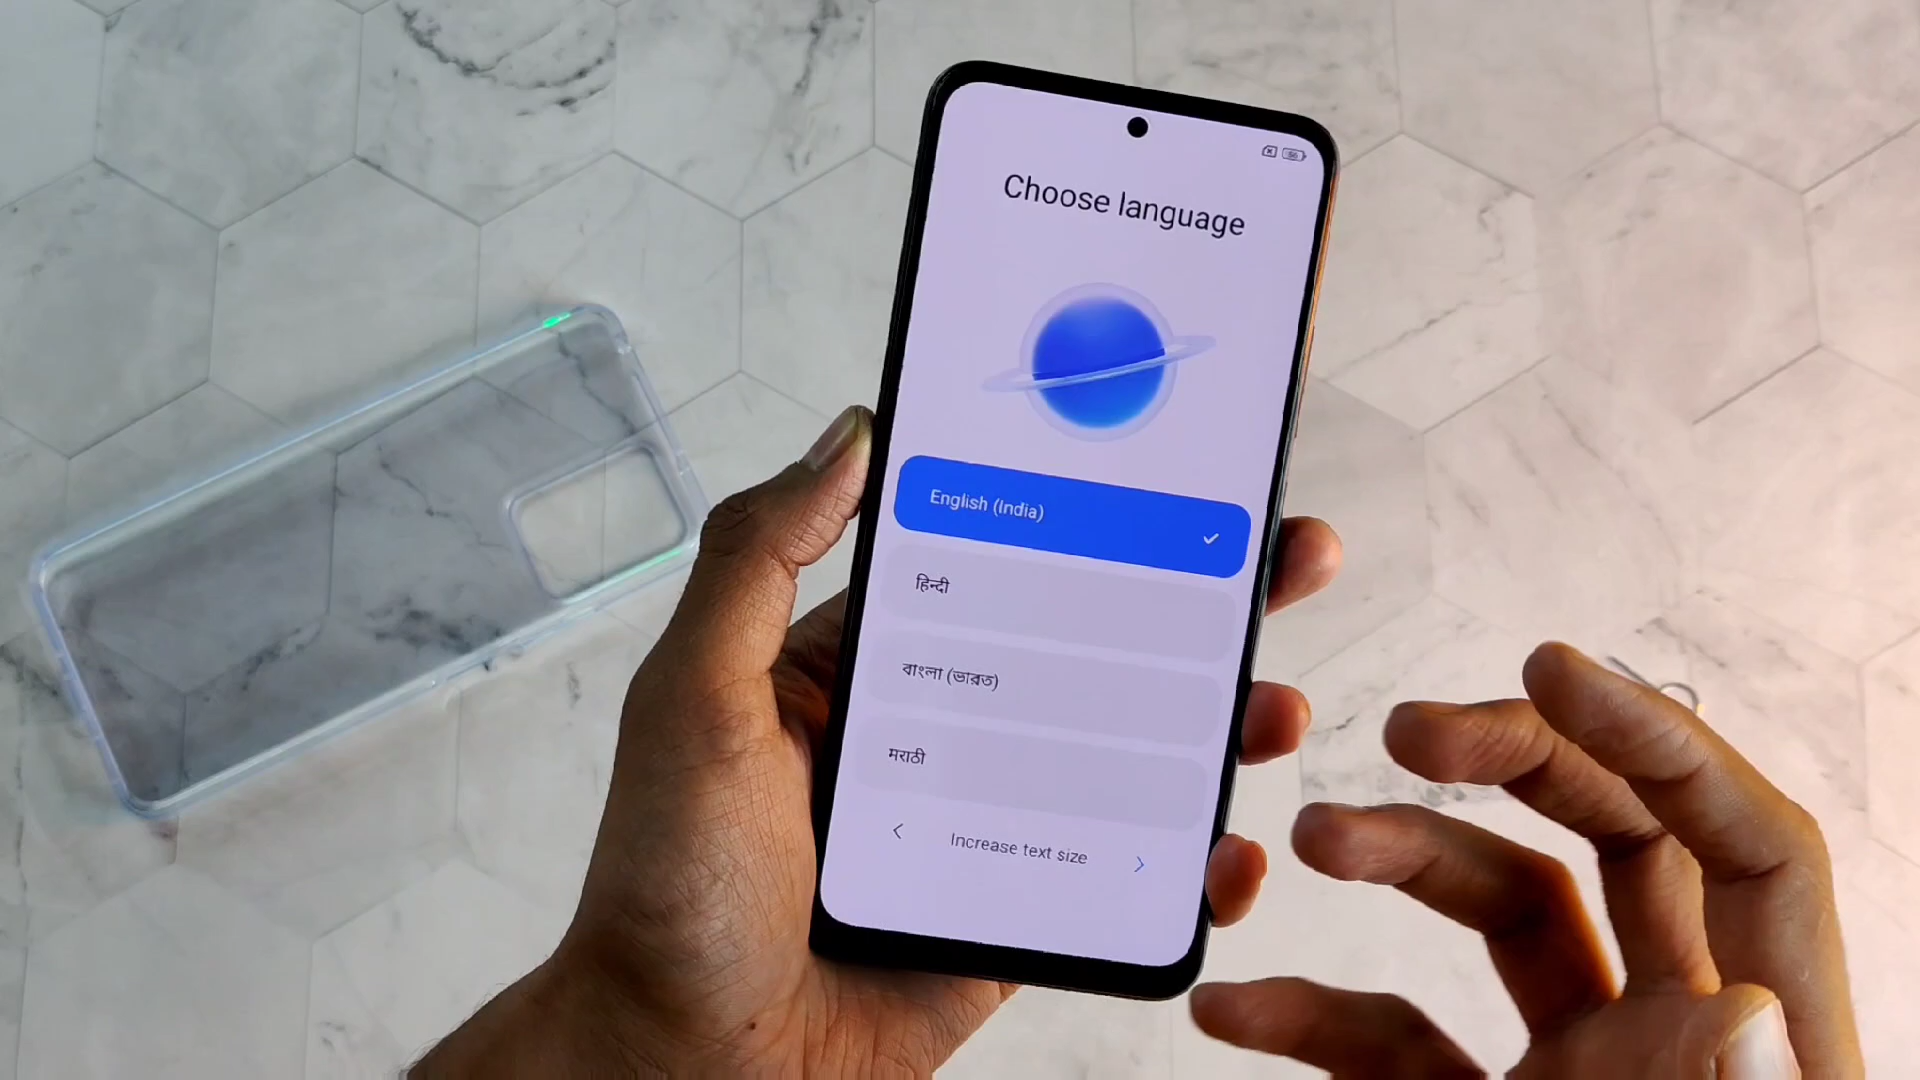 Choose language
English (India)
हिन्दी
বাংলা (ভারত)
मराठी
Increase text size